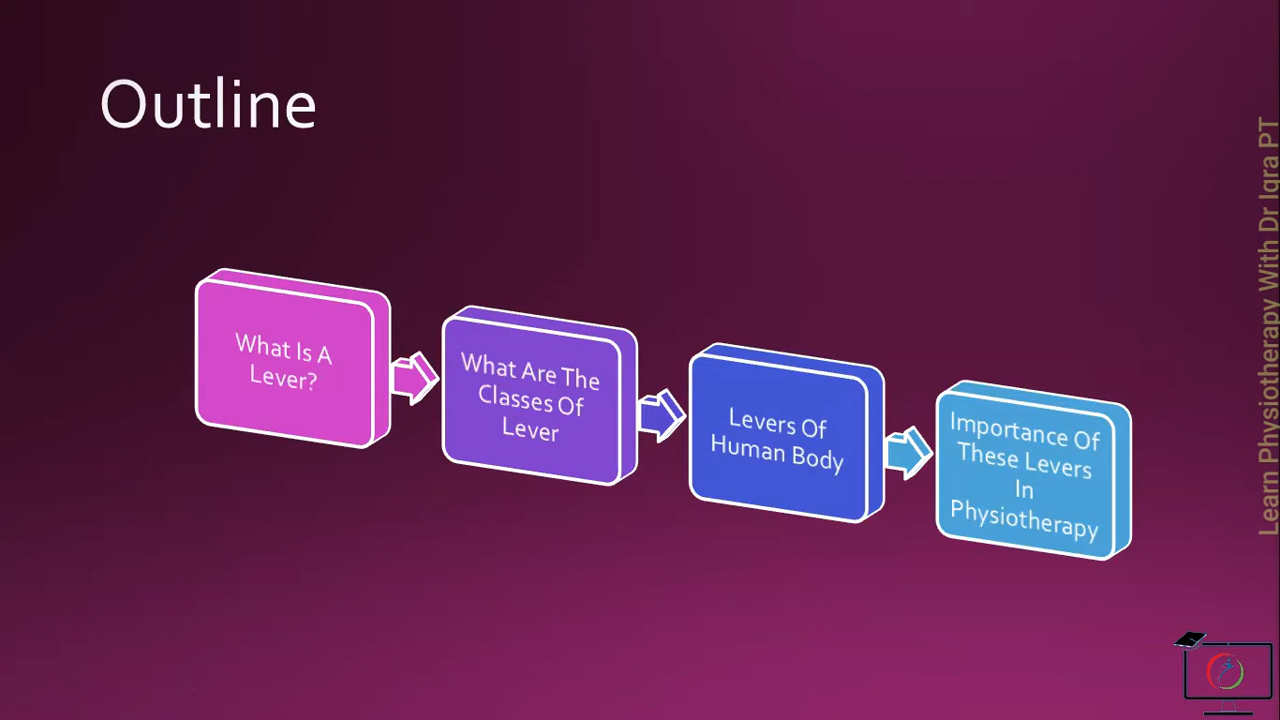 Outline
What Is A
Lever?
What Are The
Classes Of
Lever
Levers Of
Human Body
Importance Of
These Levers
In
Physiotherapy
Learn Physiotherapy With Dr Iqra PT